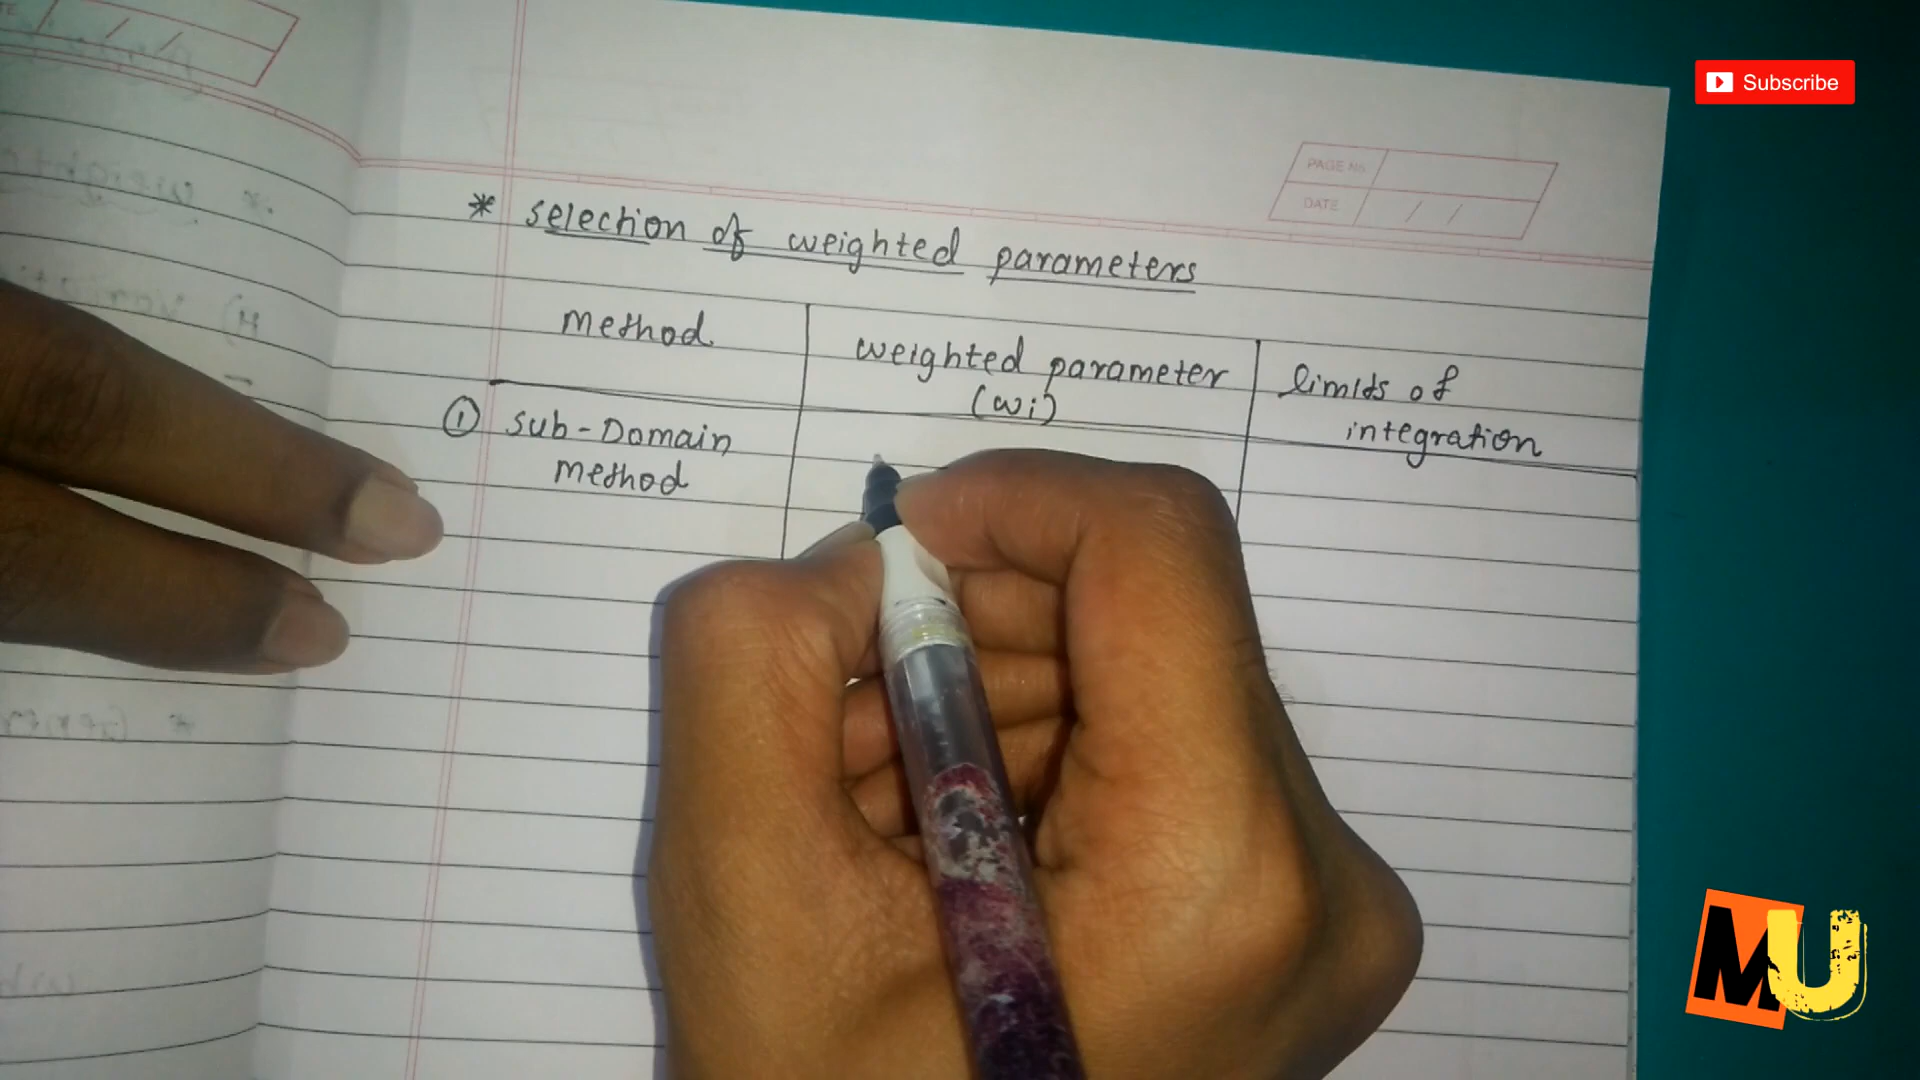 Subscribe
PAGE No.
DATE / /
* selection of weighted parameters
Method
weighted parameter
(wi)
limits of
integration
① Sub-Domain
method
MU